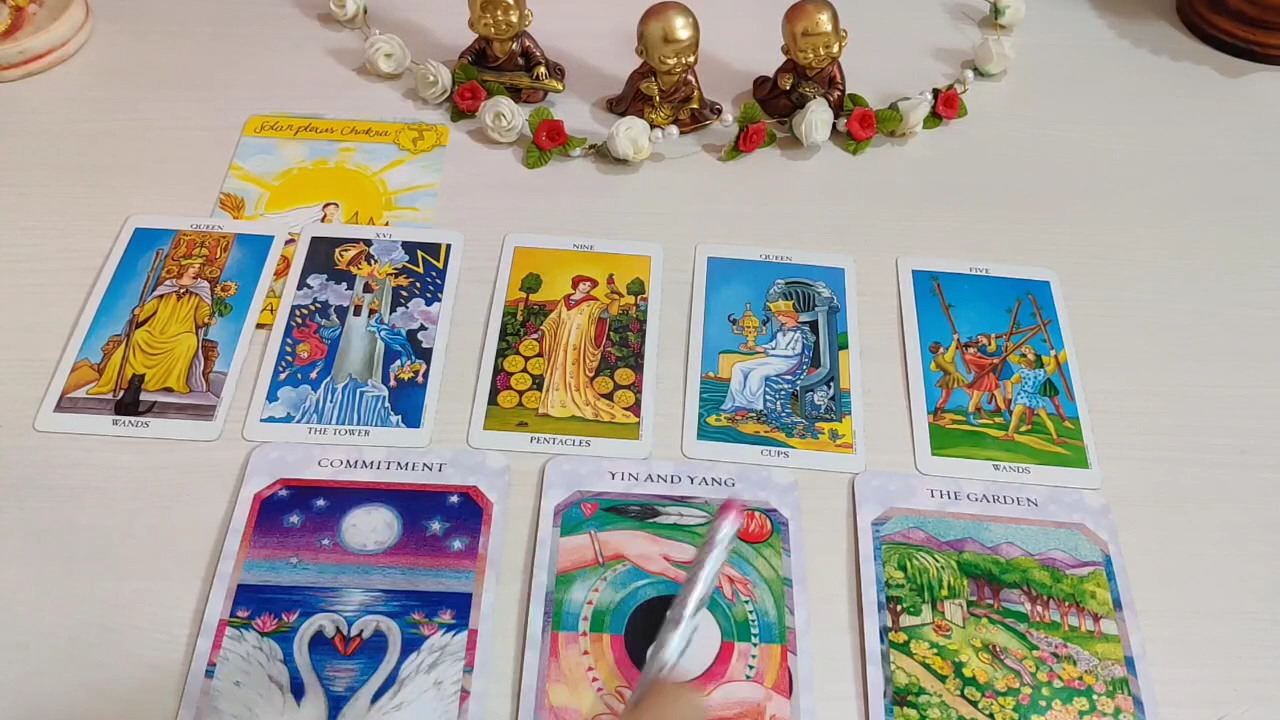 Solar plexus Chakra
QUEEN
WANDS
XVI
THE TOWER
NINE
PENTACLES
QUEEN
CUPS
FIVE
WANDS
COMMITMENT
YIN AND YANG
THE GARDEN